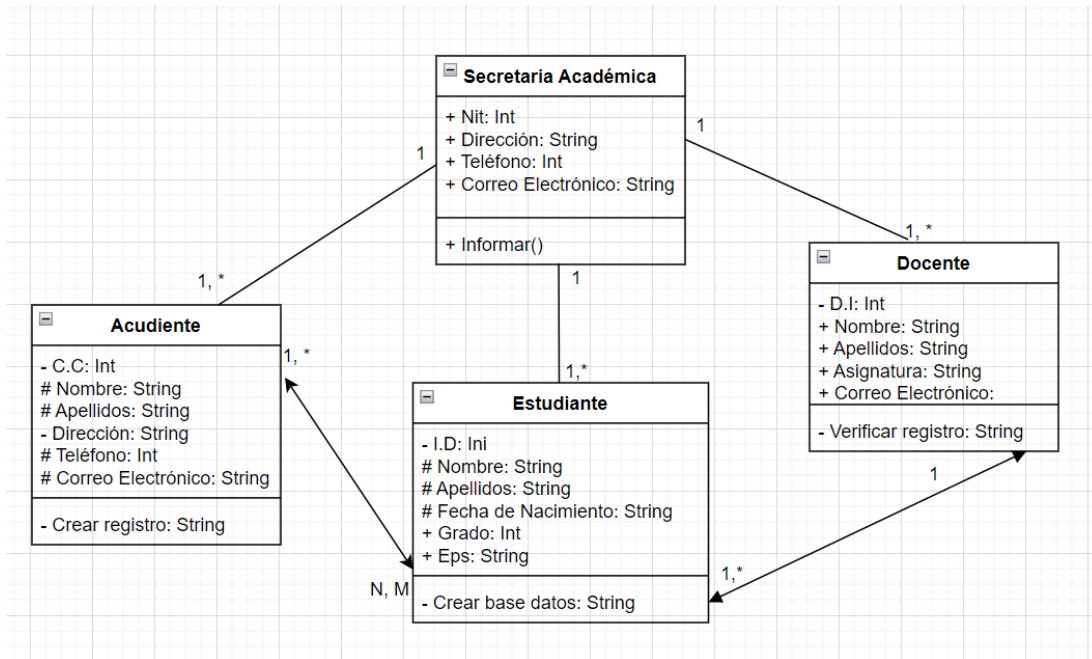 Secretaria Académica
+ Nit: Int
+ Dirección: String
+ Teléfono: Int
+ Correo Electrónico: String
+ Informar()
1
1
1
1, *
1, *
1,*
Acudiente
- C.C: Int
# Nombre: String
# Apellidos: String
- Dirección: String
# Teléfono: Int
# Correo Electrónico: String
- Crear registro: String
1, *
N, M
Estudiante
- I.D: Ini
# Nombre: String
# Apellidos: String
# Fecha de Nacimiento: String
+ Grado: Int
+ Eps: String
- Crear base datos: String
Docente
- D.I: Int
+ Nombre: String
+ Apellidos: String
+ Asignatura: String
+ Correo Electrónico:
- Verificar registro: String
1
1,*